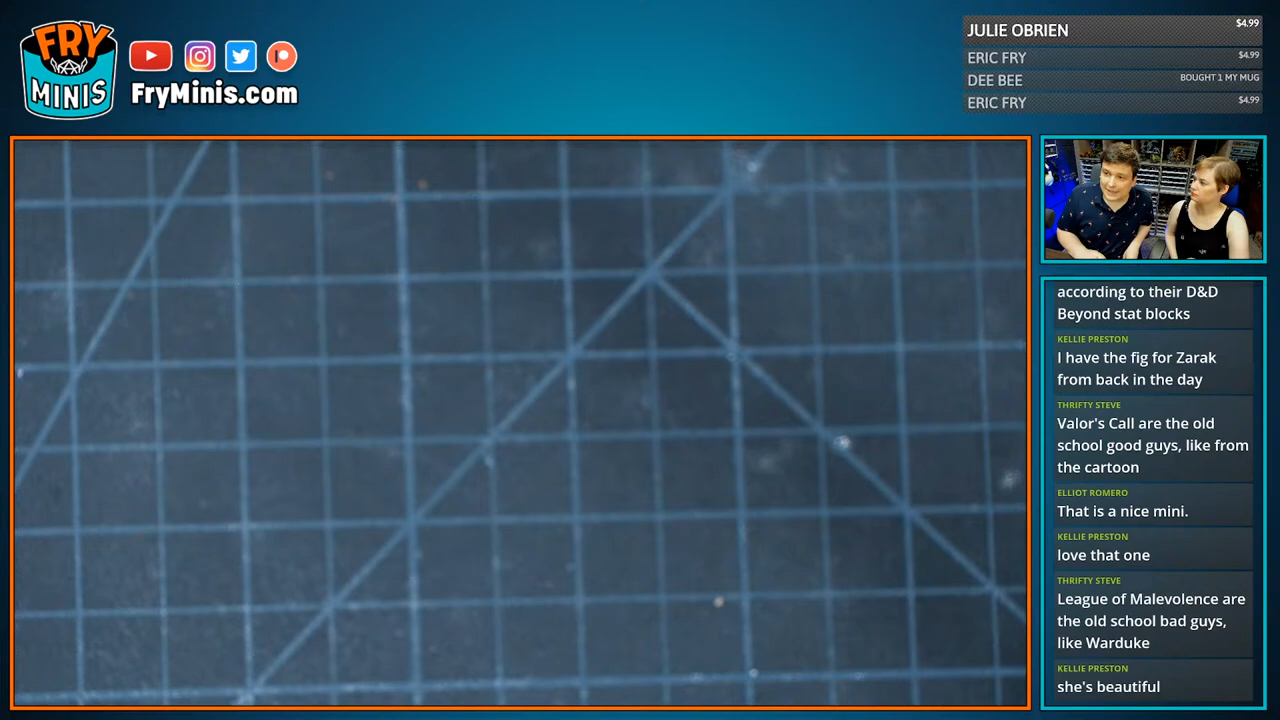 FRY
MINIS
FryMinis.com
JULIE OBRIEN $4.99
ERIC FRY $4.99
DEE BEE BOUGHT 1 MY MUG
ERIC FRY $4.99
according to their D&D
Beyond stat blocks
KELLIE PRESTON
I have the fig for Zarak
from back in the day
THRIFTY STEVE
Valor's Call are the old
school good guys, like from
the cartoon
ELLIOT ROMERO
That is a nice mini.
KELLIE PRESTON
love that one
THRIFTY STEVE
League of Malevolence are
the old school bad guys,
like Warduke
KELLIE PRESTON
she's beautiful